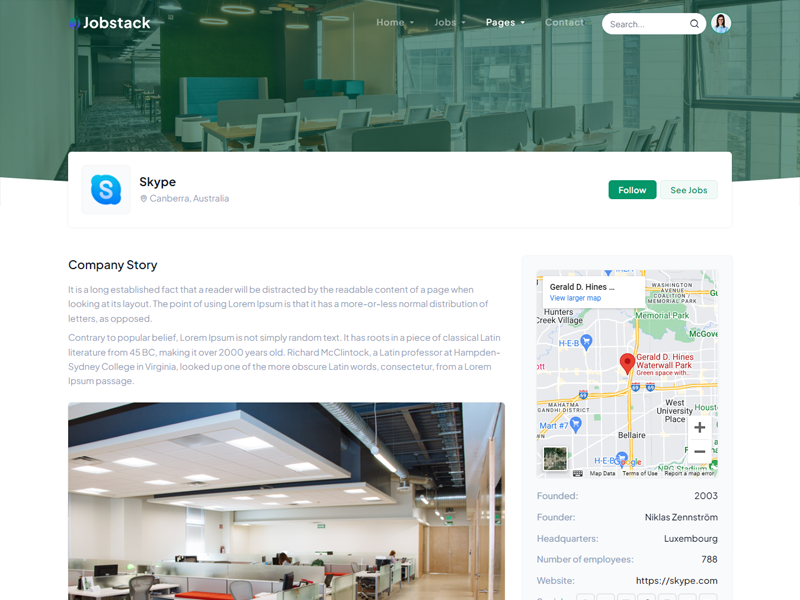 Jobstack
Home Jobs Pages Contact
Search...
S
Skype
Canberra, Australia
Follow
See Jobs
Company Story
It is a long established fact that a reader will be distracted by the readable content of a page when
looking at its layout. The point of using Lorem Ipsum is that it has a more-or-less normal distribution of
letters, as opposed.
Contrary to popular belief, Lorem Ipsum is not simply random text. It has roots in a piece of classical Latin
literature from 45 BC, making it over 2000 years old. Richard McClintock, a Latin professor at Hampden-
Sydney College in Virginia, looked up one of the more obscure Latin words, consectetur, from a Lorem
Ipsum passage.
Gerald D. Hines ...
View larger map
WASHINGTON
AVENUE
COALITION /
MEMORIAL PARK
Hunters
Creek Village
Memorial Park
McGove
H-E-B
Gerald D. Hines
Waterwall Park
Green space with...
69
69
MAHATMA
GANDHI DISTRICT
West
University
Place
Houst
Mart #7
Bellaire
H-E-B
Google
NRG Stadium
Map Data
Terms of Use
Report a map error
Founded: 2003
Founder: Niklas Zennström
Headquarters: Luxembourg
Number of employees: 788
Website: https://skype.com